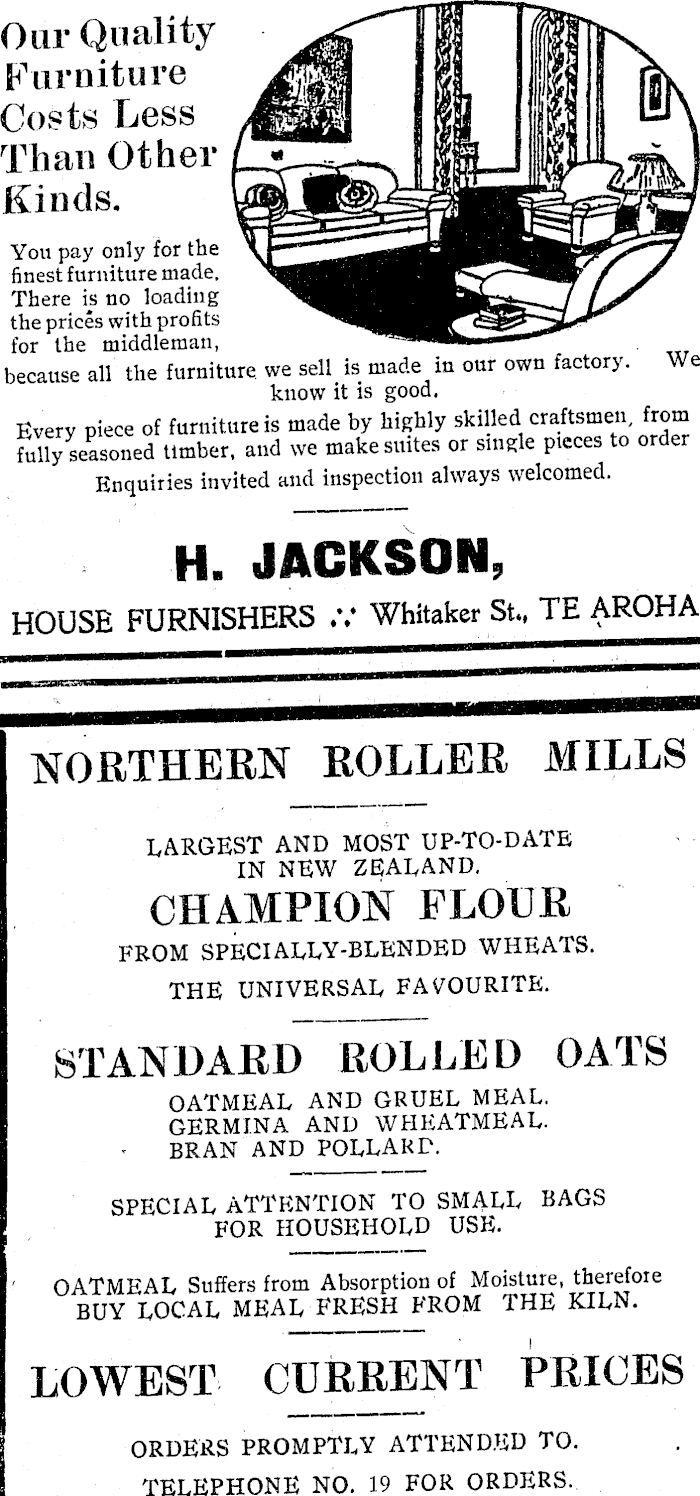 Our Quality
Furniture
Costs Less
Than Other
Kinds.
You pay only for the
finest furniture made.
There is no loading
the prices with profits
for the middleman,
because all the furniture we sell is made in our own factory. We
know it is good.
Every piece of furniture is made by highly skilled craftsmen, from
fully seasoned timber, and we make suites or single pieces to order
Enquiries invited and inspection always welcomed.
H. JACKSON,
HOUSE FURNISHERS ∴ Whitaker St., TE AROHA
NORTHERN ROLLER MILLS
LARGEST AND MOST UP-TO-DATE
IN NEW ZEALAND.
CHAMPION FLOUR
FROM SPECIALLY-BLENDED WHEATS.
THE UNIVERSAL FAVOURITE.
STANDARD ROLLED OATS
OATMEAL AND GRUEL MEAL.
GERMINA AND WHEATMEAL.
BRAN AND POLLARD.
SPECIAL ATTENTION TO SMALL BAGS
FOR HOUSEHOLD USE.
OATMEAL Suffers from Absorption of Moisture, therefore
BUY LOCAL MEAL FRESH FROM THE KILN.
LOWEST CURRENT PRICES
ORDERS PROMPTLY ATTENDED TO.
TELEPHONE NO. 19 FOR ORDERS.